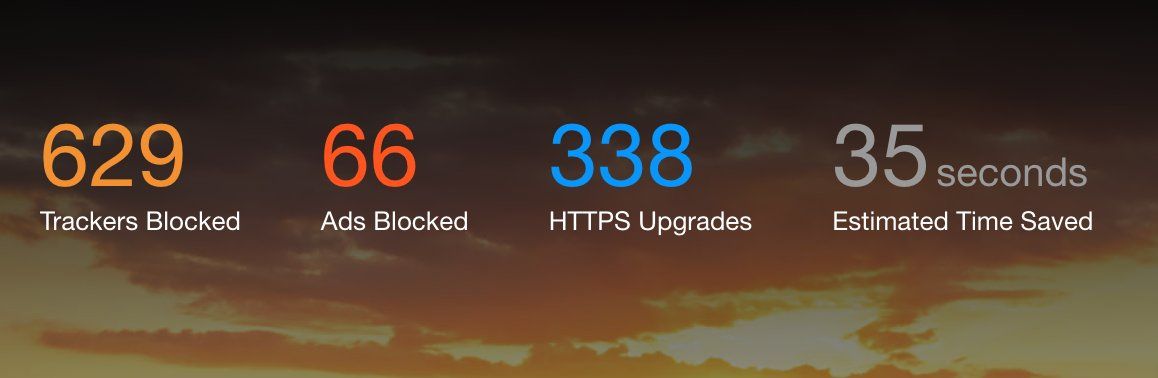 629 66 338 35 seconds
Trackers Blocked Ads Blocked HTTPS Upgrades Estimated Time Saved